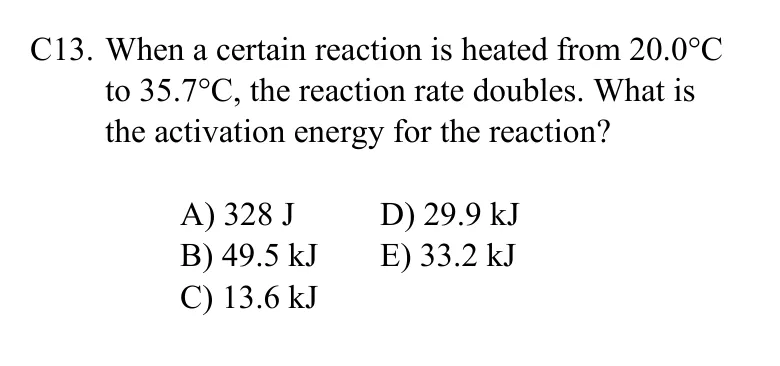 C13. When a certain reaction is heated from 20.0°C
to 35.7°C, the reaction rate doubles. What is
the activation energy for the reaction?
A) 328 J D) 29.9 kJ
B) 49.5 kJ E) 33.2 kJ
C) 13.6 kJ